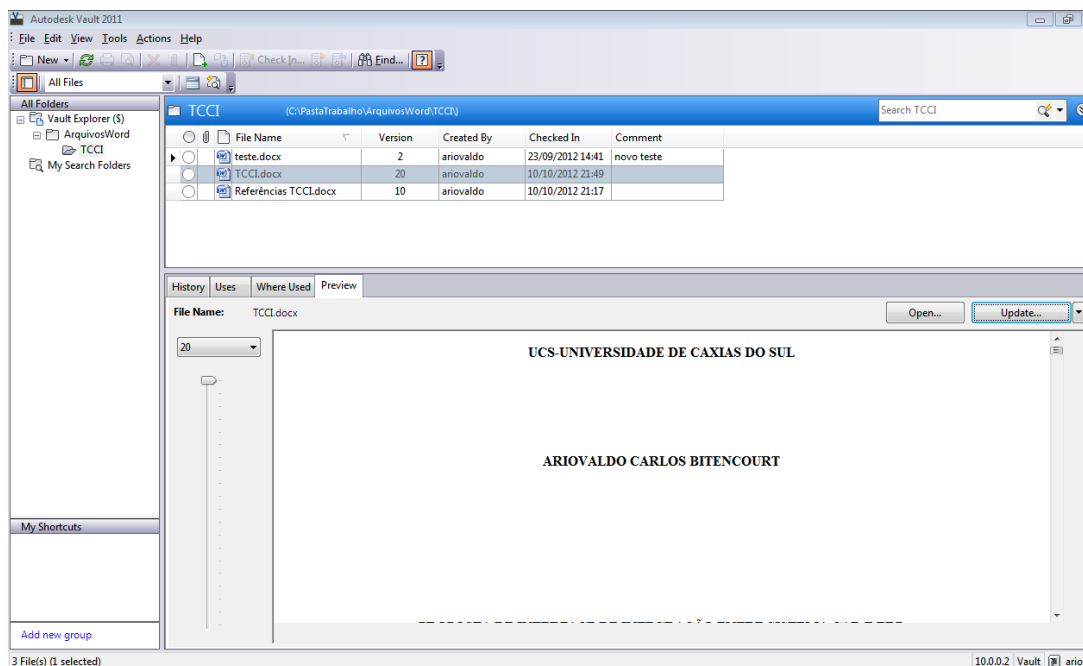 Autodesk Vault 2011
File Edit View Tools Actions Help
New Check In... Find...
All Files
All Folders
Vault Explorer ($)
ArquivosWord
TCCI
My Search Folders
My Shortcuts
Add new group
TCCI (C:\PastaTrabalho\ArquivosWord\TCCI\) Search TCCI
File Name Version Created By Checked In Comment
teste.docx 2 ariovaldo 23/09/2012 14:41 novo teste
TCCI.docx 20 ariovaldo 10/10/2012 21:49
Referências TCCI.docx 10 ariovaldo 10/10/2012 21:17
History Uses Where Used Preview
File Name: TCCI.docx Open... Update...
20
UCS-UNIVERSIDADE DE CAXIAS DO SUL
ARIOVALDO CARLOS BITENCOURT
3 File(s) (1 selected) 10.0.0.2 Vault ario